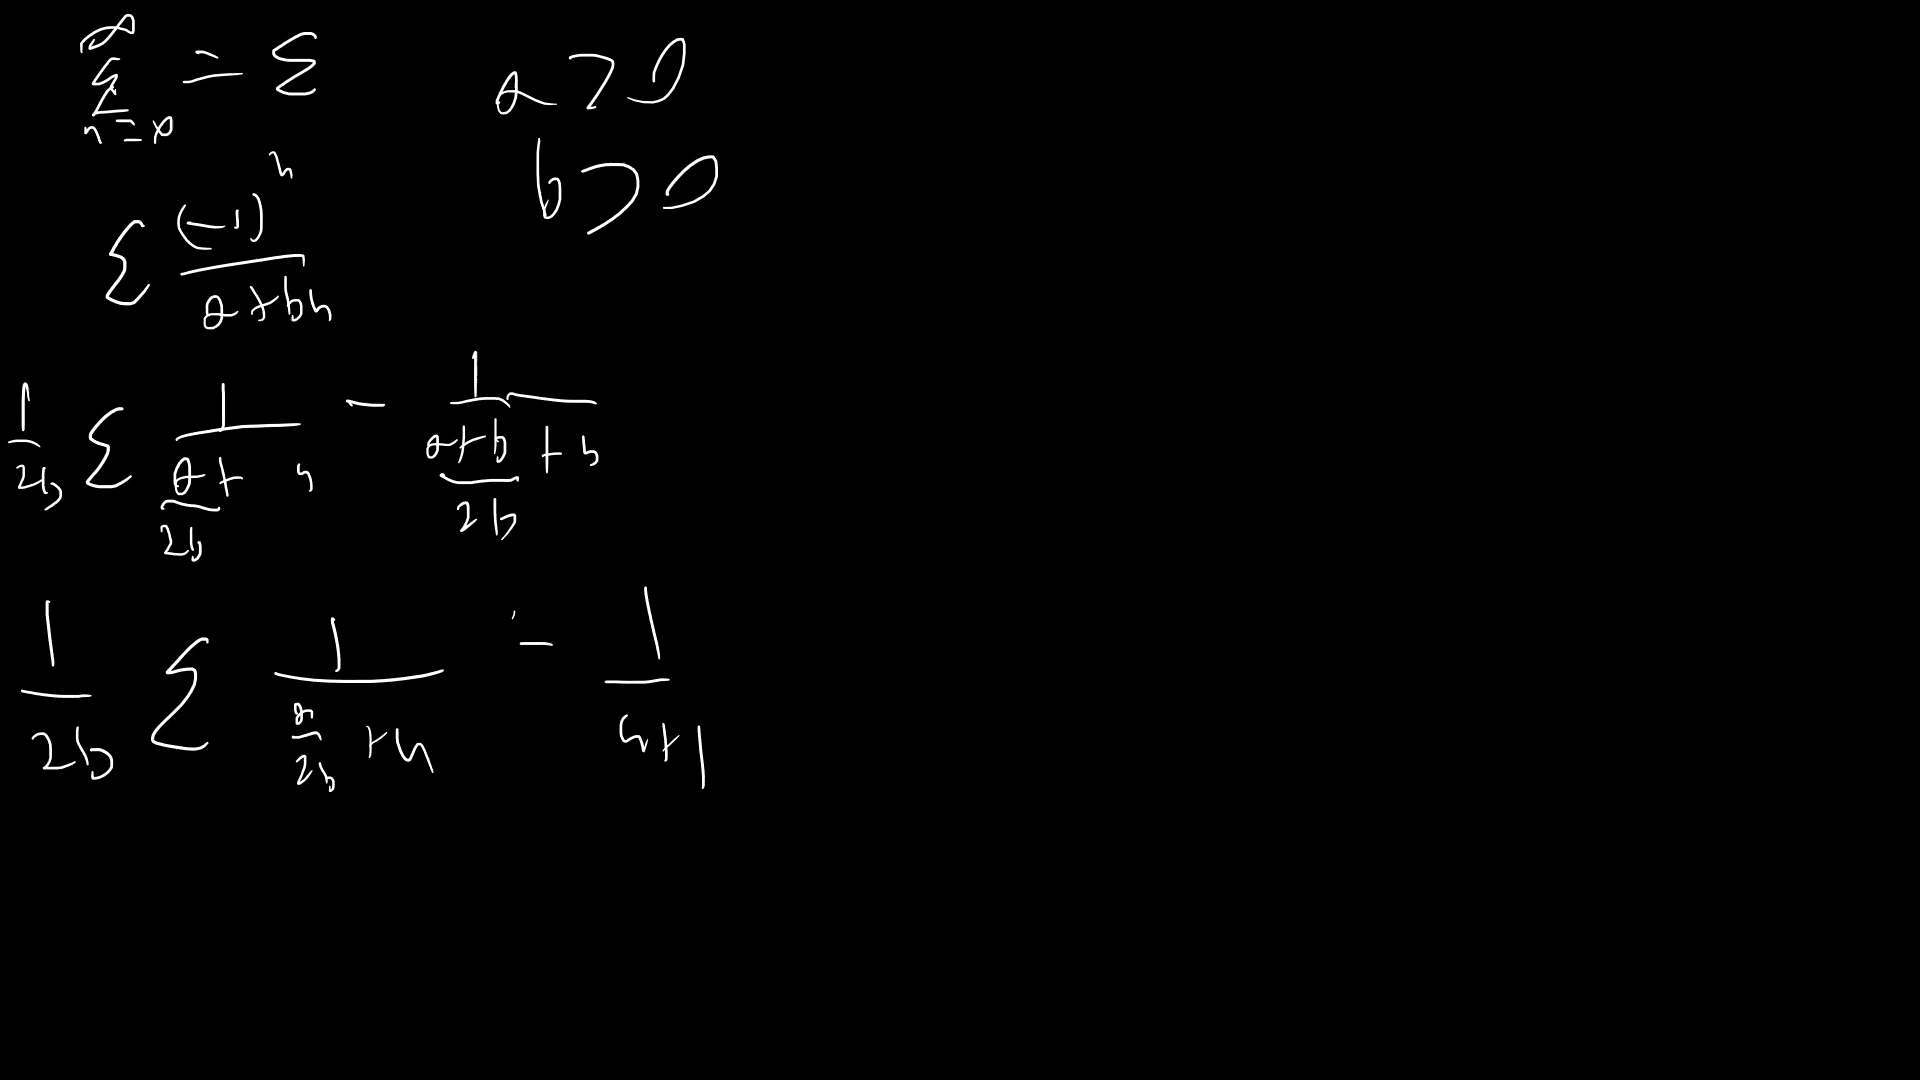 ∞
Σ = Σ a > 0
n = 0 b > 0
Σ (-1)^n / (a + bn)
1/(2b) Σ 1/(a/(2b) + n) - 1/((a+b)/(2b) + n)
1/(2b) Σ 1/(a/(2b) + n) - 1/(n+1)